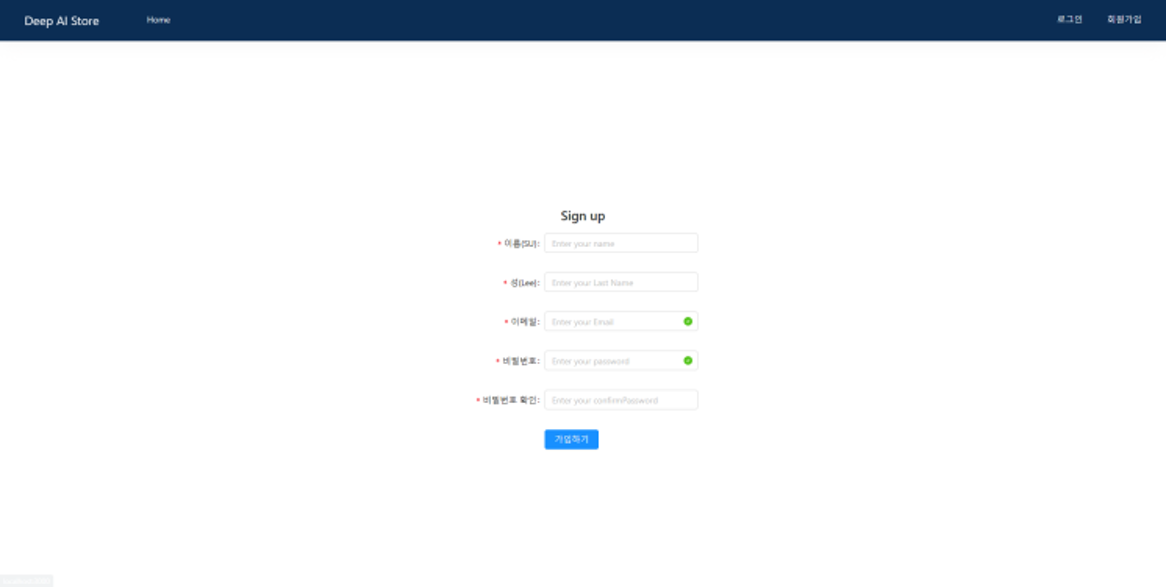 Deep AI Store
Home
로그인
회원가입
Sign up
* 이름(SU):
Enter your name
* 성(Lee):
Enter your Last Name
* 이메일:
Enter your Email
* 비밀번호:
Enter your password
* 비밀번호 확인:
Enter your confirmPassword
가입하기